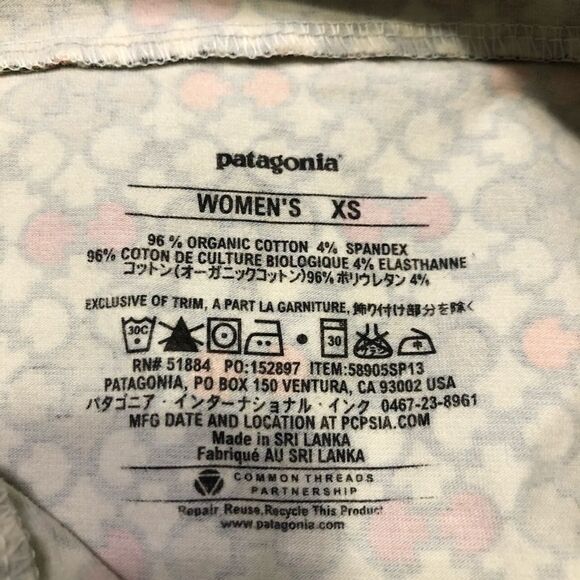 patagonia®
WOMEN'S XS
96 % ORGANIC COTTON 4% SPANDEX
96% COTON DE CULTURE BIOLOGIQUE 4% ELASTHANNE
コットン(オーガニックコットン)96% ポリウレタン 4%
EXCLUSIVE OF TRIM, A PART LA GARNITURE, 飾り付け部分を除く
30C 30 中
RN# 51884 PO:152897 ITEM:58905SP13
PATAGONIA, PO BOX 150 VENTURA, CA 93002 USA
パタゴニア・インターナショナル・インク 0467-23-8961
MFG DATE AND LOCATION AT PCPSIA.COM
Made in SRI LANKA
Fabriqué AU SRI LANKA
COMMON THREADS
PARTNERSHIP
Repair, Reuse, Recycle This Product
www.patagonia.com